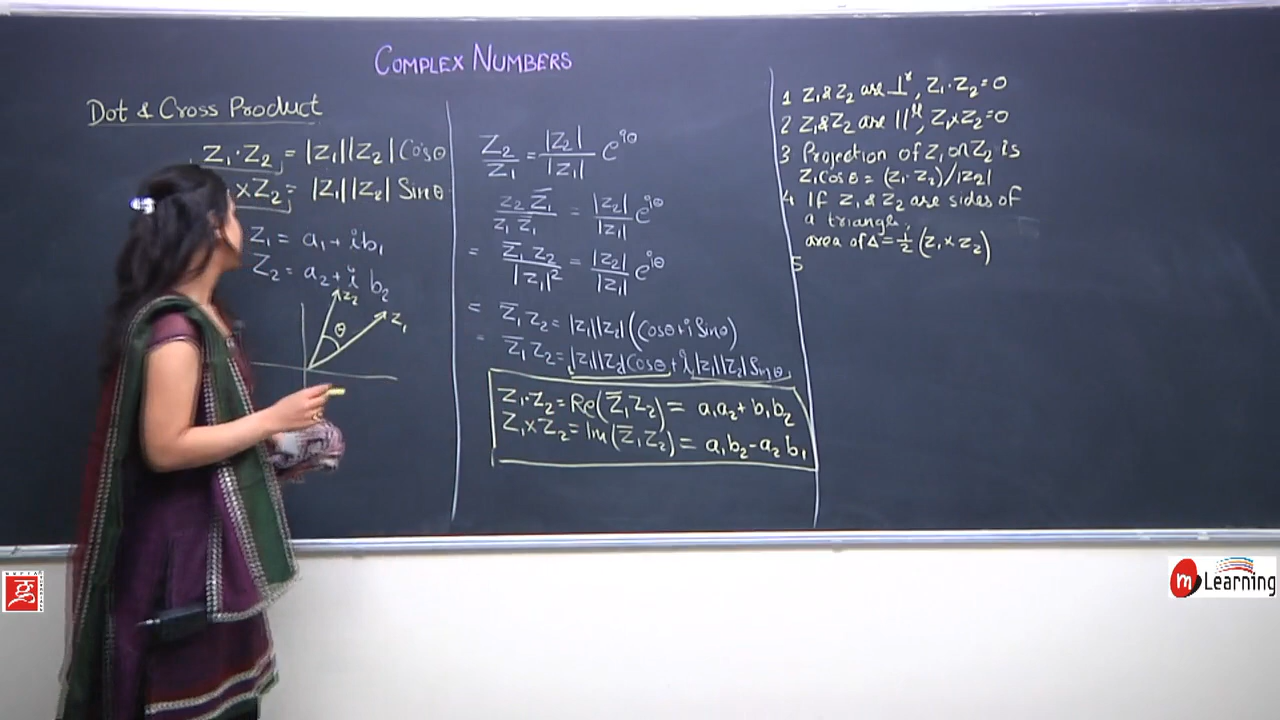 COMPLEX NUMBERS
Dot & Cross Product
Z₁·Z₂ = |Z₁||Z₂| Cosθ
×Z₂ = |Z₁||Z₂| Sinθ
Z₁ = a₁ + ib₁
Z₂ = a₂ + i b₂
Z₂
θ
Z₁
Z₂/Z₁ = |Z₂|/|Z₁| e^iθ
Z₂ Z̄₁/Z₁ Z̄₁ = |Z₂|/|Z₁| e^iθ
= Z̄₁ Z₂/|Z₁|² = |Z₂|/|Z₁| e^iθ
= Z̄₁ Z₂ = |Z₁||Z₂| (Cosθ + i Sinθ)
= Z̄₁ Z₂ = |Z₁||Z₂| Cosθ + i |Z₁||Z₂| Sinθ
Z₁·Z₂ = Re(Z̄₁Z₂) = a₁a₂ + b₁b₂
Z₁×Z₂ = Im(Z̄₁Z₂) = a₁b₂ - a₂b₁
1 Z₁ & Z₂ are ⊥ʳ, Z₁·Z₂ = 0
2 Z₁ & Z₂ are ||ˡˡ, Z₁×Z₂ = 0
3 Projection of Z₁ on Z₂ is
Z₁ Cosθ = (Z₁·Z₂)/|Z₂|
4 If Z₁ & Z₂ are sides of
a triangle,
area of Δ = ½ (Z₁×Z₂)
5
m Learning